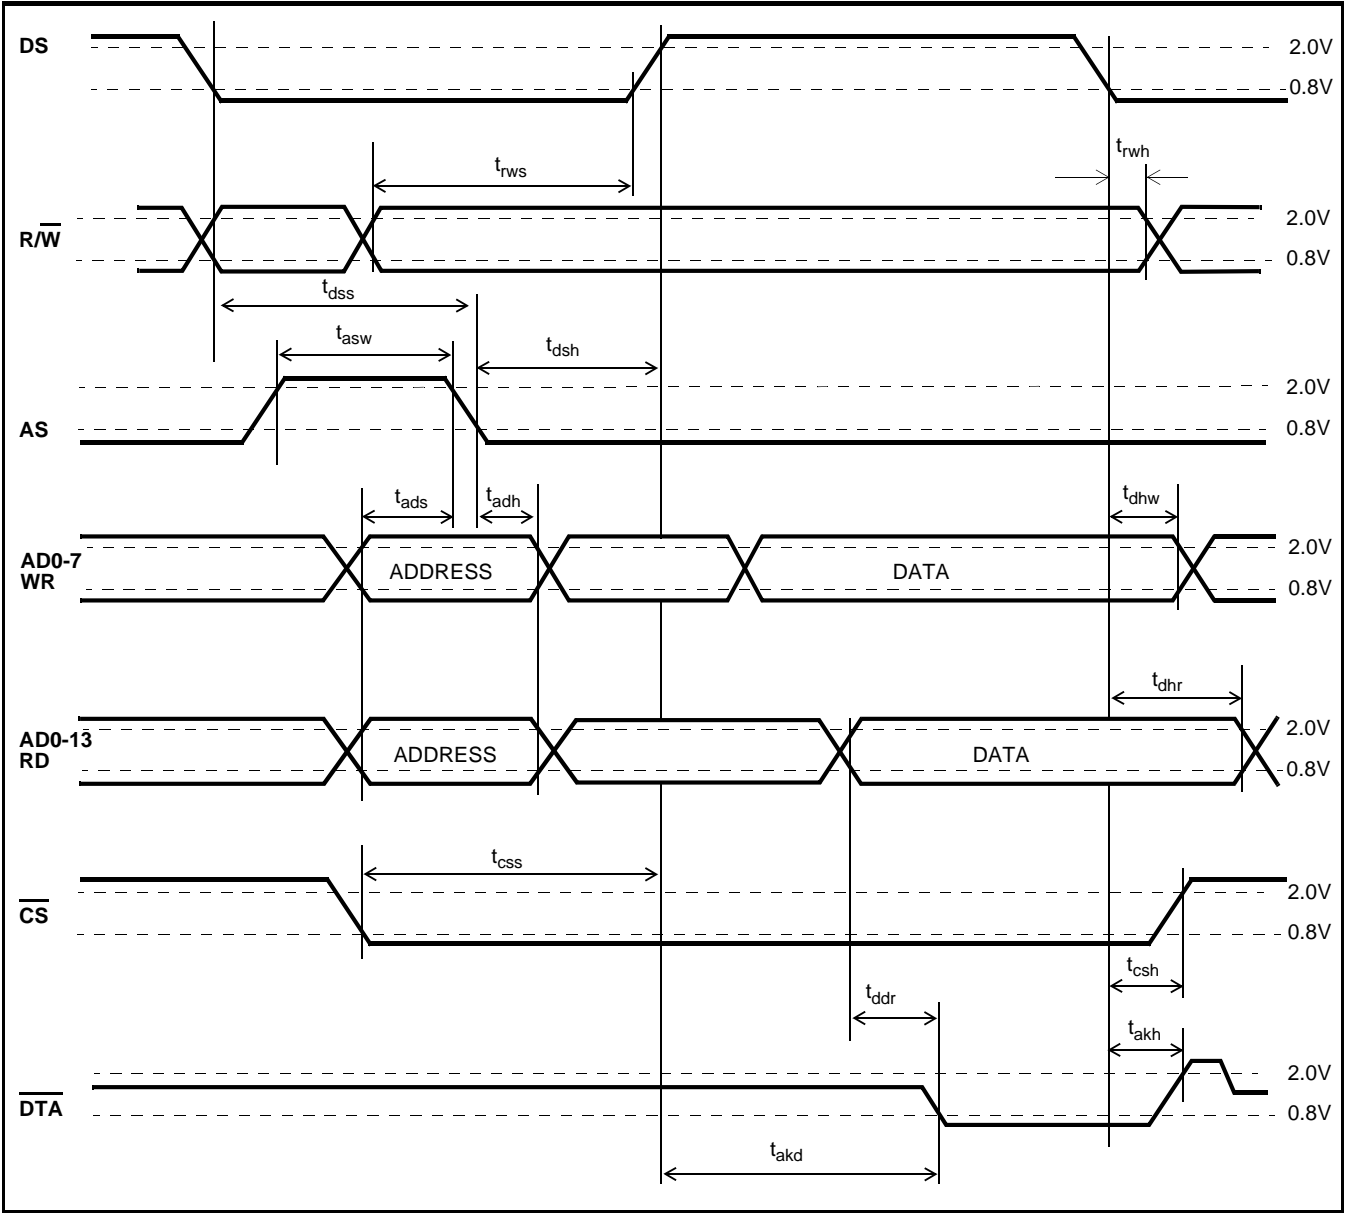 DS
2.0V
0.8V
trws
trwh
R/W̅
2.0V
0.8V
tdss
tasw
tdsh
AS
2.0V
0.8V
tads
tadh
tdhw
AD0-7
WR
ADDRESS
DATA
2.0V
0.8V
tdhr
AD0-13
RD
ADDRESS
DATA
2.0V
0.8V
tcss
C̅S̅
2.0V
0.8V
tcsh
tddr
takh
D̅T̅A̅
2.0V
0.8V
takd